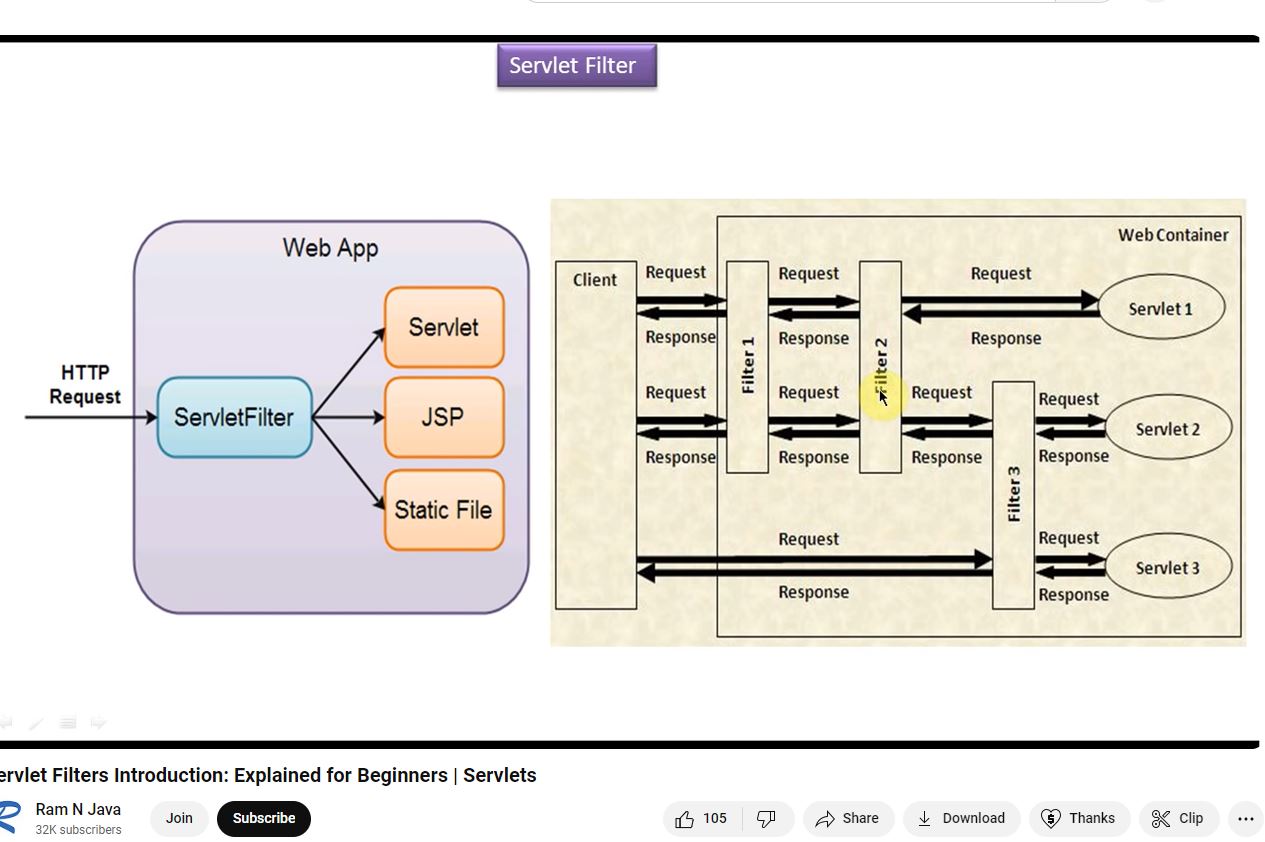 Servlet Filter
Web App
HTTP
Request
ServletFilter
Servlet
JSP
Static File
Web Container
Client
Request
Request
Request
Response
Response
Response
Servlet 1
Filter 1
Filter 2
Request
Request
Request
Request
Response
Response
Response
Response
Servlet 2
Filter 3
Request
Request
Response
Response
Servlet 3
ervlet Filters Introduction: Explained for Beginners | Servlets
Ram N Java
32K subscribers
Join
Subscribe
105
Share
Download
Thanks
Clip